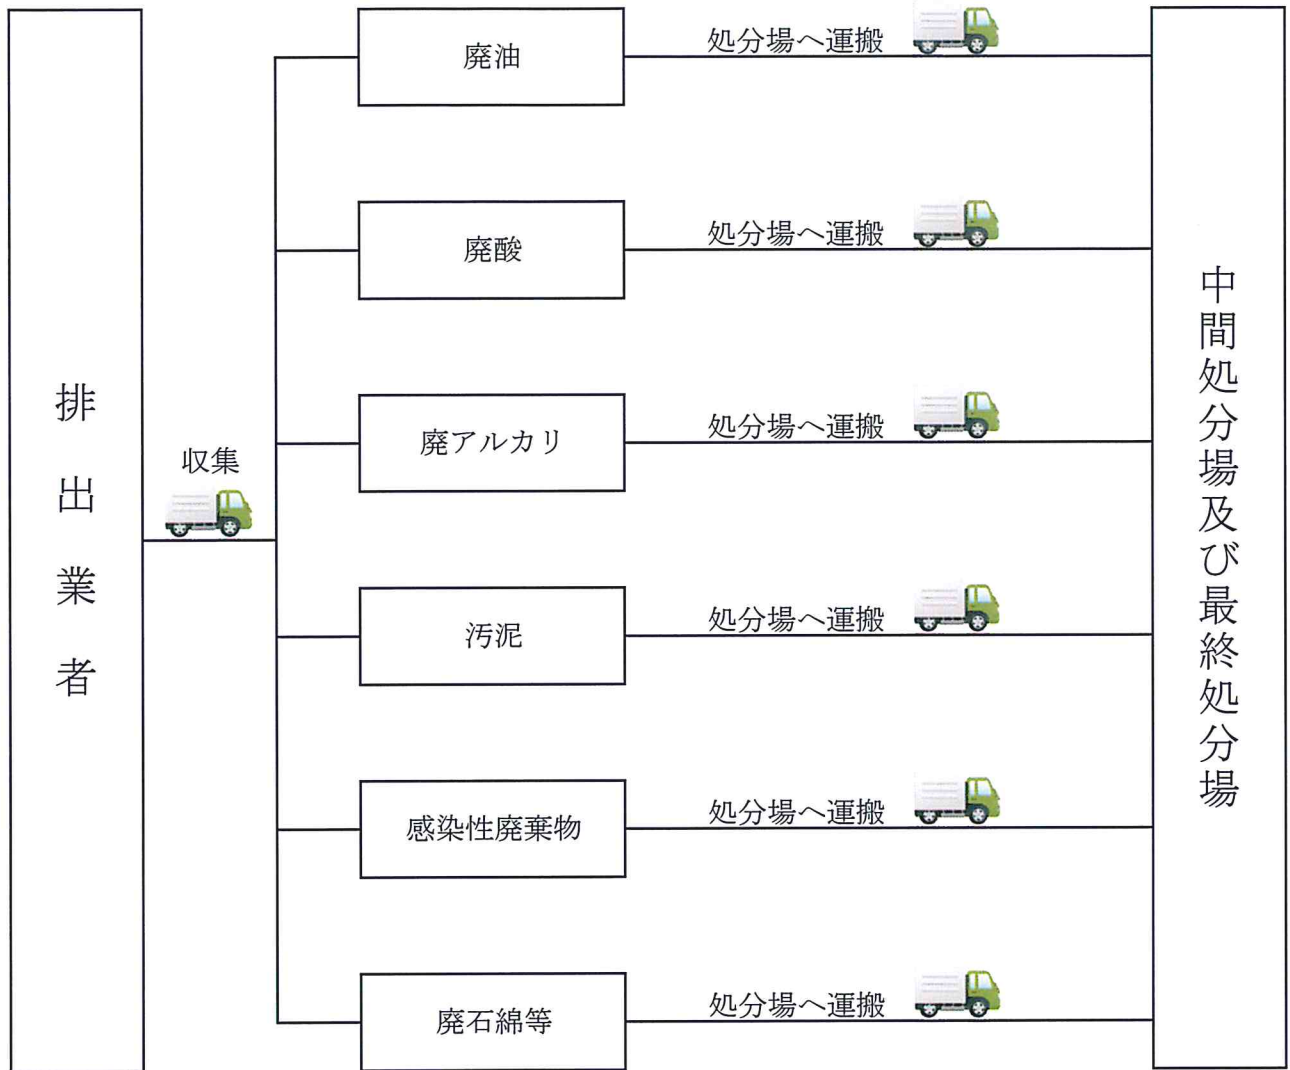 排出業者
収集
廃油
処分場へ運搬
廃酸
処分場へ運搬
廃アルカリ
処分場へ運搬
汚泥
処分場へ運搬
感染性廃棄物
処分場へ運搬
廃石綿等
処分場へ運搬
中間処分場及び最終処分場